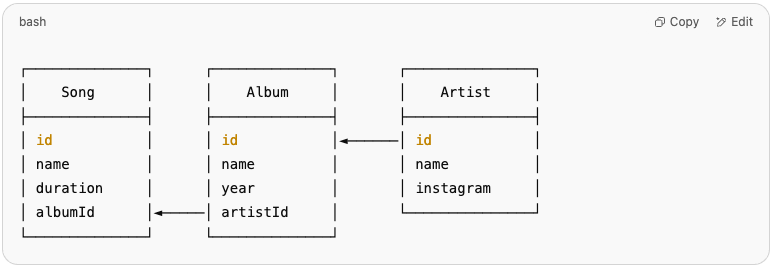 bash Copy Edit
Song Album Artist
id id id
name name name
duration year instagram
albumId artistId